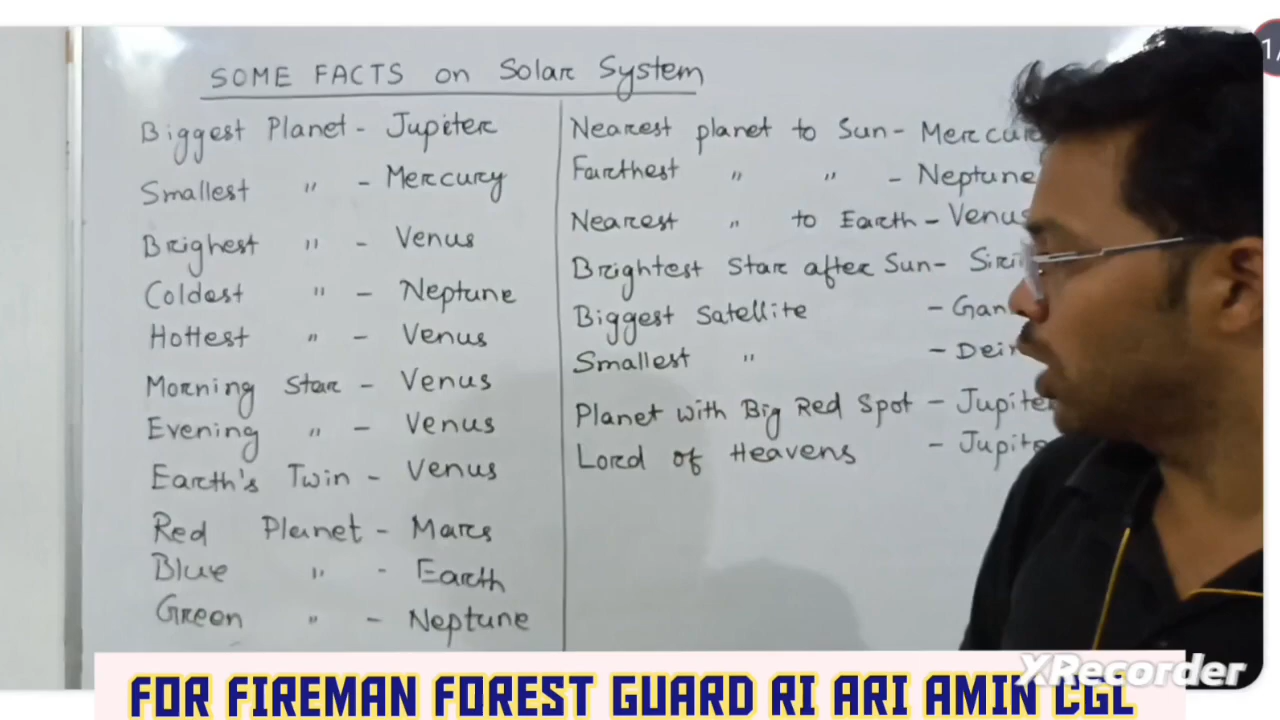 SOME FACTS on Solar System
Biggest Planet - Jupiter
Smallest " - Mercury
Brighest " - Venus
Coldest " - Neptune
Hottest " - Venus
Morning Star - Venus
Evening " - Venus
Earth's Twin - Venus
Red Planet - Mars
Blue " - Earth
Green " - Neptune
Nearest planet to Sun -
Farthest " " - Neptune
Nearest " to Earth - Venus
Brightest Star after Sun -
Biggest Satellite -
Smallest " -
Planet with Big Red Spot - Jupiter
Lord of Heavens -
FOR FIREMAN FOREST GUARD RI ARI AMIN CGL
XRecorder